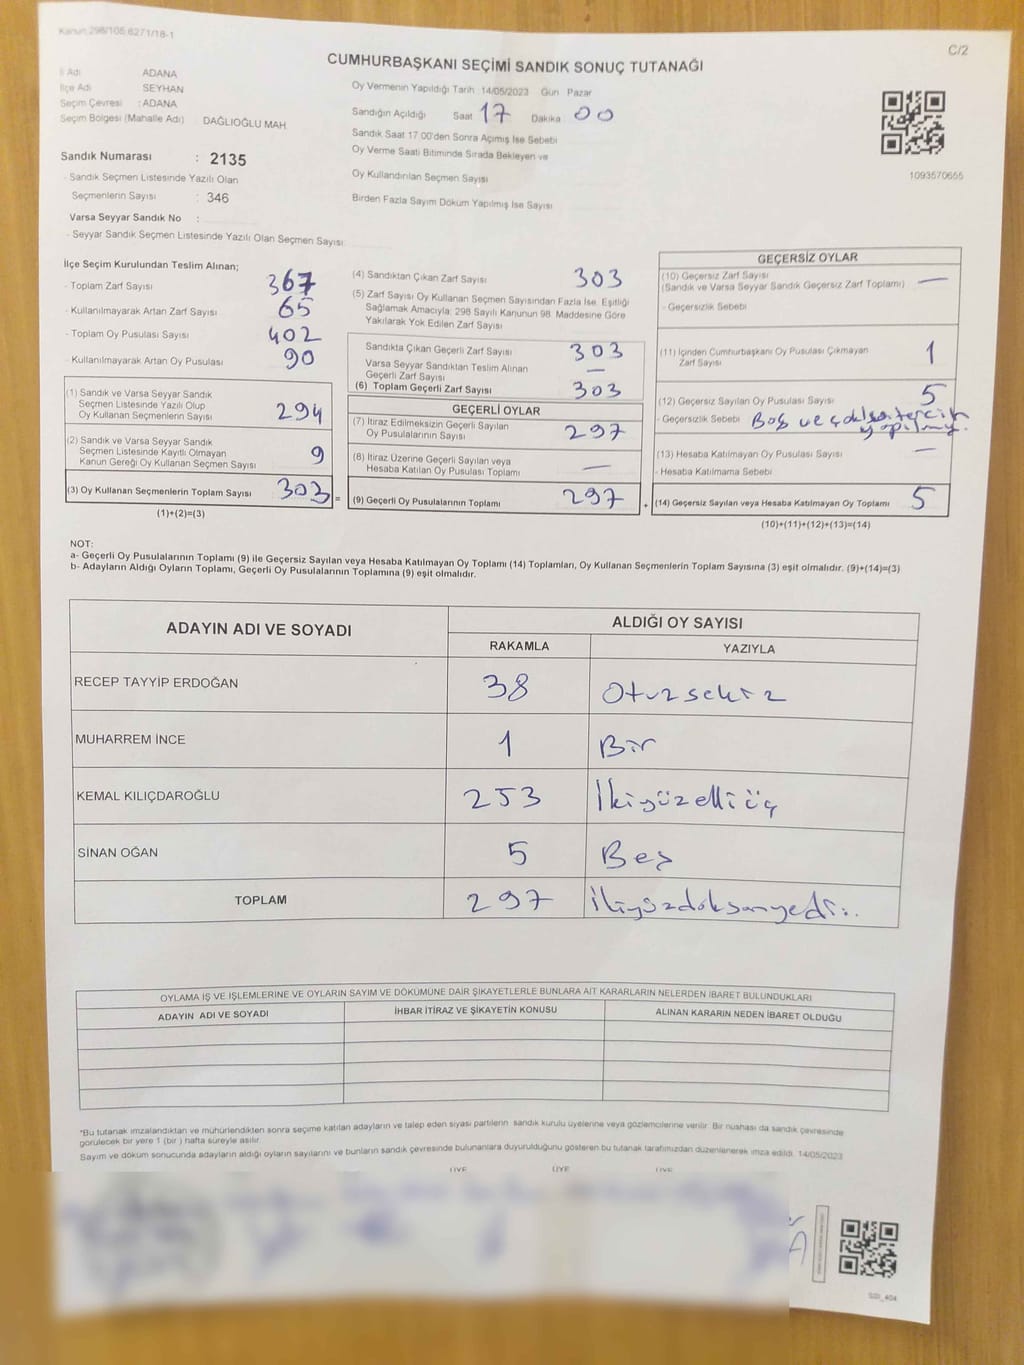 Kanun:298/105,6271/18-1
C/2
CUMHURBAŞKANI SEÇİMİ SANDIK SONUÇ TUTANAĞI
İl Adı ADANA
İlçe Adı SEYHAN
Seçim Çevresi : ADANA
Seçim Bölgesi (Mahalle Adı) DAĞLIOĞLU MAH
Sandık Numarası : 2135
- Sandık Seçmen Listesinde Yazılı Olan
Seçmenlerin Sayısı : 346
Varsa Seyyar Sandık No :
- Seyyar Sandık Seçmen Listesinde Yazılı Olan Seçmen Sayısı:
Oy Vermenin Yapıldığı Tarih 14/05/2023 Gün Pazar
Sandığın Açıldığı Saat 17 Dakika 00
Sandık Saat 17:00'den Sonra Açımış İse Sebebi
Oy Verme Saati Bitiminde Sırada Bekleyen ve
Oy Kullandırılan Seçmen Sayısı
Birden Fazla Sayım Döküm Yapılmış İse Sayısı
1093570655
İlçe Seçim Kurulundan Teslim Alınan;
- Toplam Zarf Sayısı 367
- Kullanılmayarak Artan Zarf Sayısı 65
- Toplam Oy Pusulası Sayısı 402
- Kullanılmayarak Artan Oy Pusulası 90
(1) Sandık ve Varsa Seyyar Sandık
Seçmen Listesinde Yazılı Olup
Oy Kullanan Seçmenlerin Sayısı 294
(2) Sandık ve Varsa Seyyar Sandık
Seçmen Listesinde Kayıtlı Olmayan
Kanun Gereği Oy Kullanan Seçmen Sayısı 9
(3) Oy Kullanan Seçmenlerin Toplam Sayısı 303 =
(1)+(2)=(3)
(4) Sandıktan Çıkan Zarf Sayısı 303
(5) Zarf Sayısı Oy Kullanan Seçmen Sayısından Fazla İse, Eşitliği
Sağlamak Amacıyla; 298 Sayılı Kanunun 98. Maddesine Göre
Yakılarak Yok Edilen Zarf Sayısı
Sandıkta Çıkan Geçerli Zarf Sayısı 303
Varsa Seyyar Sandıktan Teslim Alınan
Geçerli Zarf Sayısı —
(6) Toplam Geçerli Zarf Sayısı 303
GEÇERLİ OYLAR
(7) İtiraz Edilmeksizin Geçerli Sayılan
Oy Pusulalarının Sayısı 297
(8) İtiraz Üzerine Geçerli Sayılan veya
Hesaba Katılan Oy Pusulası Toplamı —
(9) Geçerli Oy Pusulalarının Toplamı 297 +
GEÇERSİZ OYLAR
(10) Geçersiz Zarf Sayısı
(Sandık ve Varsa Seyyar Sandık Geçersiz Zarf Toplamı) —
- Geçersizlik Sebebi
(11) İçinden Cumhurbaşkanı Oy Pusulası Çıkmayan
Zarf Sayısı 1
(12) Geçersiz Sayılan Oy Pusulası Sayısı 5
- Geçersizlik Sebebi Boş ve çoklu tercih
yapılmış.
(13) Hesaba Katılmayan Oy Pusulası Sayısı —
- Hesaba Katılmama Sebebi
(14) Geçersiz Sayılan veya Hesaba Katılmayan Oy Toplamı 5
(10)+(11)+(12)+(13)=(14)
NOT:
a- Geçerli Oy Pusulalarının Toplamı (9) ile Geçersiz Sayılan veya Hesaba Katılmayan Oy Toplamı (14) Toplamları, Oy Kullanan Seçmenlerin Toplam Sayısına (3) eşit olmalıdır. (9)+(14)=(3)
b- Adayların Aldığı Oyların Toplamı, Geçerli Oy Pusulalarının Toplamına (9) eşit olmalıdır.
ADAYIN ADI VE SOYADI
ALDIĞI OY SAYISI
RAKAMLA YAZIYLA
RECEP TAYYİP ERDOĞAN 38 Otuzsekiz
MUHARREM İNCE 1 Bir
KEMAL KILIÇDAROĞLU 253 İkiyüzelliüç
SİNAN OĞAN 5 Beş
TOPLAM 297 İkiyüzdoksanyedi..
OYLAMA İŞ VE İŞLEMLERİNE VE OYLARIN SAYIM VE DÖKÜMÜNE DAİR ŞİKAYETLERLE BUNLARA AİT KARARLARIN NELERDEN İBARET BULUNDUKLARI
ADAYIN ADI VE SOYADI İHBAR İTİRAZ VE ŞİKAYETİN KONUSU ALINAN KARARIN NEDEN İBARET OLDUĞU
*Bu tutanak imzalandıktan ve mühürlendikten sonra seçime katılan adayların ve talep eden siyasi partilerin sandık kurulu üyelerine veya gözlemcilerine verilir. Bir nushası da sandık çevresinde
görülecek bir yere 1 (bir ) hafta süreyle asılır.
Sayım ve döküm sonucunda adayların aldığı oyların sayılarını ve bunların sandık çevresinde bulunanlara duyurulduğunu gösteren bu tutanak tarafımızdan düzenlenerek imza edildi. 14/05/2023
ÜYE ÜYE ÜYE